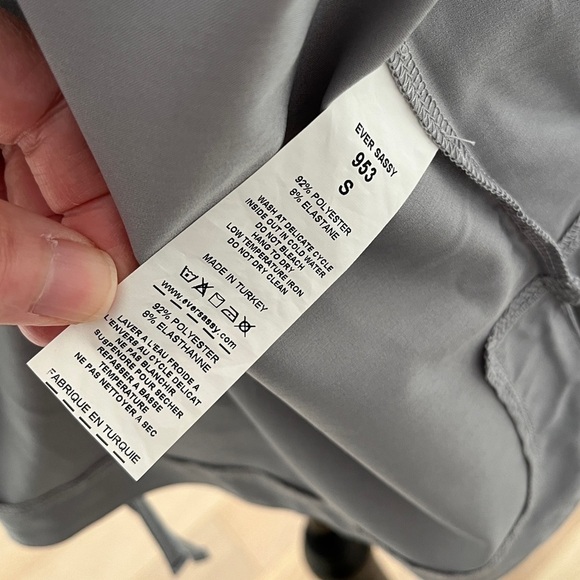 EVER SASSY
953
S
92% POLYESTER
8% ELASTANE
WASH AT DELICATE CYCLE
INSIDE OUT IN COLD WATER
DO NOT BLEACH
HANG TO DRY
LOW TEMPERATURE IRON
DO NOT DRY CLEAN
MADE IN TURKEY
www.eversassy.com
92% POLYESTER
8% ELASTHANNE
LAVER A L'EAU FROIDE A
L'ENVERS AU CYCLE DELICAT
NE PAS BLANCHIR
SUSPENDRE POUR SECHER
REPASSER A BASSE
TEMPERATURE
NE PAS NETTOYER A SEC
FABRIQUE EN TURQUIE